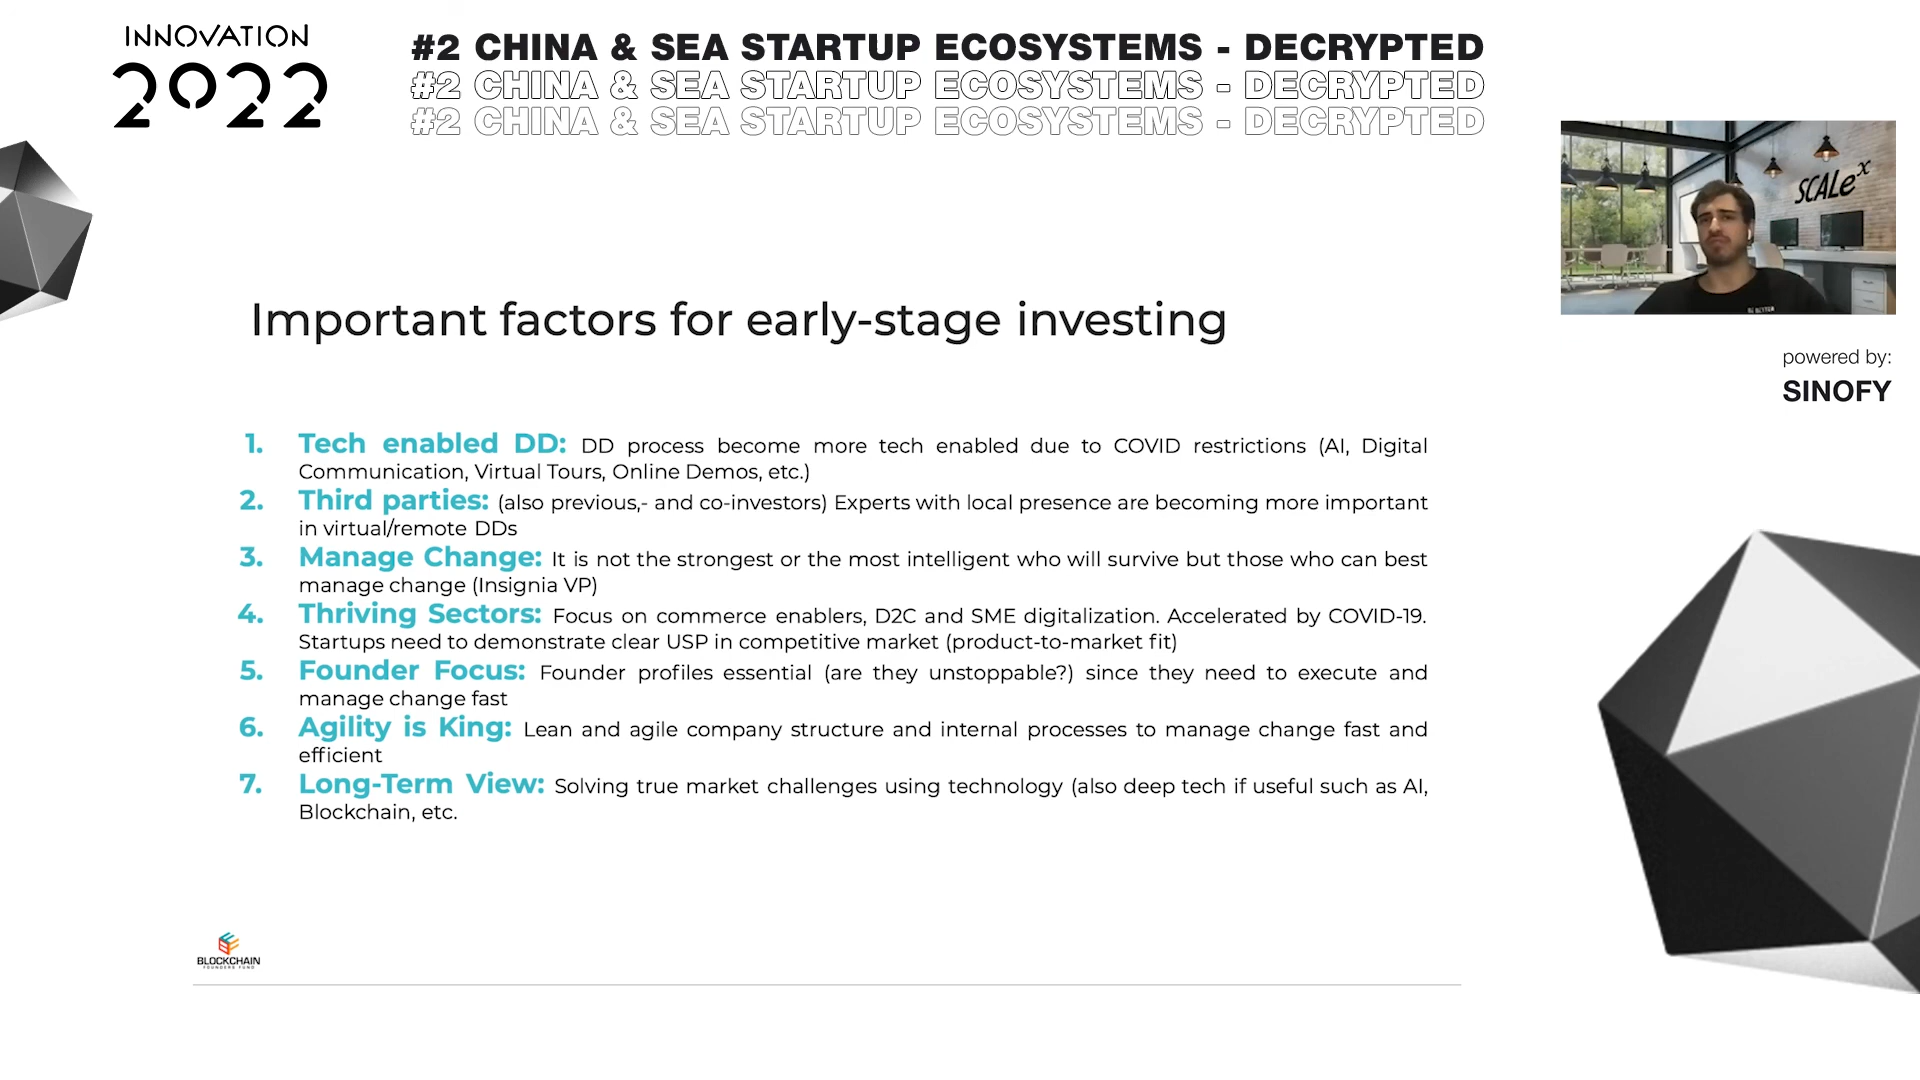 INNOVATION
2022
#2 CHINA & SEA STARTUP ECOSYSTEMS - DECRYPTED
#2 CHINA & SEA STARTUP ECOSYSTEMS - DECRYPTED
#2 CHINA & SEA STARTUP ECOSYSTEMS - DECRYPTED
SCALEx
powered by:
SINOFY
Important factors for early-stage investing
1. Tech enabled DD: DD process become more tech enabled due to COVID restrictions (AI, Digital
Communication, Virtual Tours, Online Demos, etc.)
2. Third parties: (also previous,- and co-investors) Experts with local presence are becoming more important
in virtual/remote DDs
3. Manage Change: It is not the strongest or the most intelligent who will survive but those who can best
manage change (Insignia VP)
4. Thriving Sectors: Focus on commerce enablers, D2C and SME digitalization. Accelerated by COVID-19.
Startups need to demonstrate clear USP in competitive market (product-to-market fit)
5. Founder Focus: Founder profiles essential (are they unstoppable?) since they need to execute and
manage change fast
6. Agility is King: Lean and agile company structure and internal processes to manage change fast and
efficient
7. Long-Term View: Solving true market challenges using technology (also deep tech if useful such as AI,
Blockchain, etc.
BLOCKCHAIN
FOUNDERS FUND